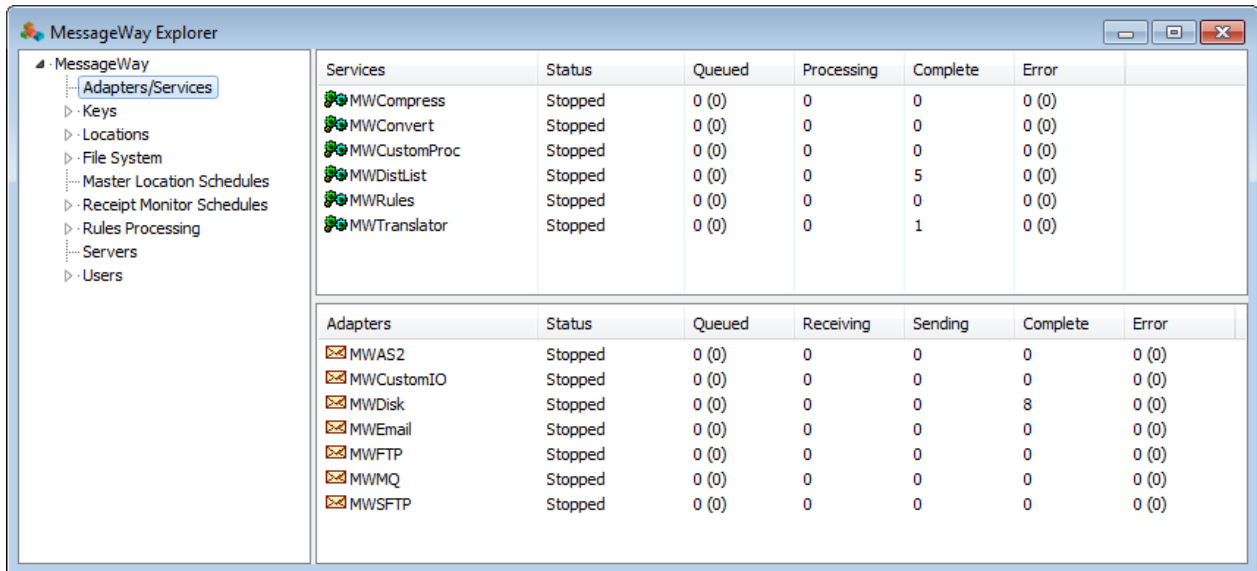 MessageWay Explorer
MessageWay
Adapters/Services
Keys
Locations
File System
Master Location Schedules
Receipt Monitor Schedules
Rules Processing
Servers
Users
Services Status Queued Processing Complete Error
MWCompress Stopped 0 (0) 0 0 0 (0)
MWConvert Stopped 0 (0) 0 0 0 (0)
MWCustomProc Stopped 0 (0) 0 0 0 (0)
MWDistList Stopped 0 (0) 0 5 0 (0)
MWRules Stopped 0 (0) 0 0 0 (0)
MWTranslator Stopped 0 (0) 0 1 0 (0)
Adapters Status Queued Receiving Sending Complete Error
MWAS2 Stopped 0 (0) 0 0 0 0 (0)
MWCustomIO Stopped 0 (0) 0 0 0 0 (0)
MWDisk Stopped 0 (0) 0 0 8 0 (0)
MWEmail Stopped 0 (0) 0 0 0 0 (0)
MWFTP Stopped 0 (0) 0 0 0 0 (0)
MWMQ Stopped 0 (0) 0 0 0 0 (0)
MWSFTP Stopped 0 (0) 0 0 0 0 (0)